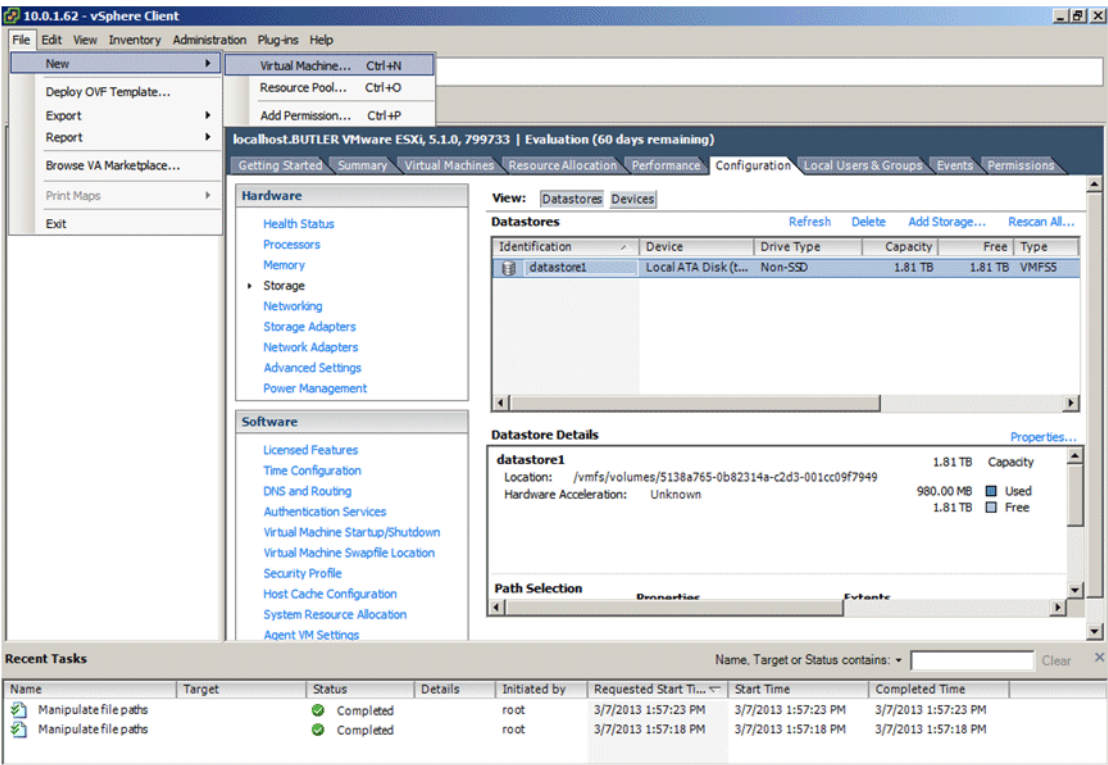 10.0.1.62 - vSphere Client
File Edit View Inventory Administration Plug-ins Help
New
Virtual Machine... Ctrl+N
Resource Pool... Ctrl+O
Add Permission... Ctrl+P
Deploy OVF Template...
Export
Report
Browse VA Marketplace...
Print Maps
Exit
localhost.BUTLER VMware ESXi, 5.1.0, 799733 | Evaluation (60 days remaining)
Getting Started Summary Virtual Machines Resource Allocation Performance Configuration Local Users & Groups Events Permissions
Hardware
Health Status
Processors
Memory
Storage
Networking
Storage Adapters
Network Adapters
Advanced Settings
Power Management
Software
Licensed Features
Time Configuration
DNS and Routing
Authentication Services
Virtual Machine Startup/Shutdown
Virtual Machine Swapfile Location
Security Profile
Host Cache Configuration
System Resource Allocation
Agent VM Settings
View: Datastores Devices
Datastores Refresh Delete Add Storage... Rescan All...
Identification Device Drive Type Capacity Free Type
datastore1 Local ATA Disk (t... Non-SSD 1.81 TB 1.81 TB VMFS5
Datastore Details Properties...
datastore1 1.81 TB Capacity
Location: /vmfs/volumes/5138a765-0b82314a-c2d3-001cc09f7949
Hardware Acceleration: Unknown 980.00 MB Used
1.81 TB Free
Path Selection Properties Extents
Recent Tasks Name, Target or Status contains: Clear
Name Target Status Details Initiated by Requested Start Ti... Start Time Completed Time
Manipulate file paths Completed root 3/7/2013 1:57:23 PM 3/7/2013 1:57:23 PM 3/7/2013 1:57:23 PM
Manipulate file paths Completed root 3/7/2013 1:57:18 PM 3/7/2013 1:57:18 PM 3/7/2013 1:57:18 PM